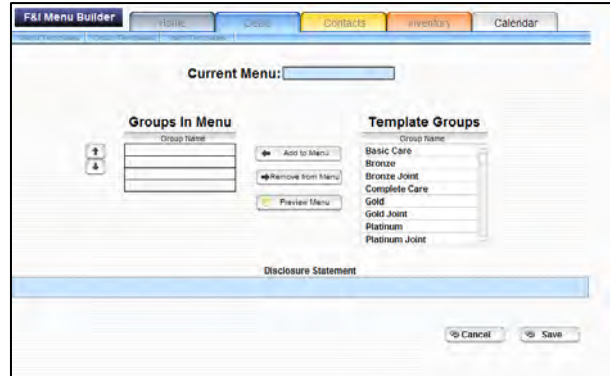 F&I Menu Builder
Home
Deals
Contacts
Inventory
Calendar
Current Menu:
Groups In Menu
Group Name
Add to Menu
Remove from Menu
Preview Menu
Template Groups
Group Name
Basic Care
Bronze
Bronze Joint
Complete Care
Gold
Gold Joint
Platinum
Platinum Joint
Disclosure Statement
Cancel
Save